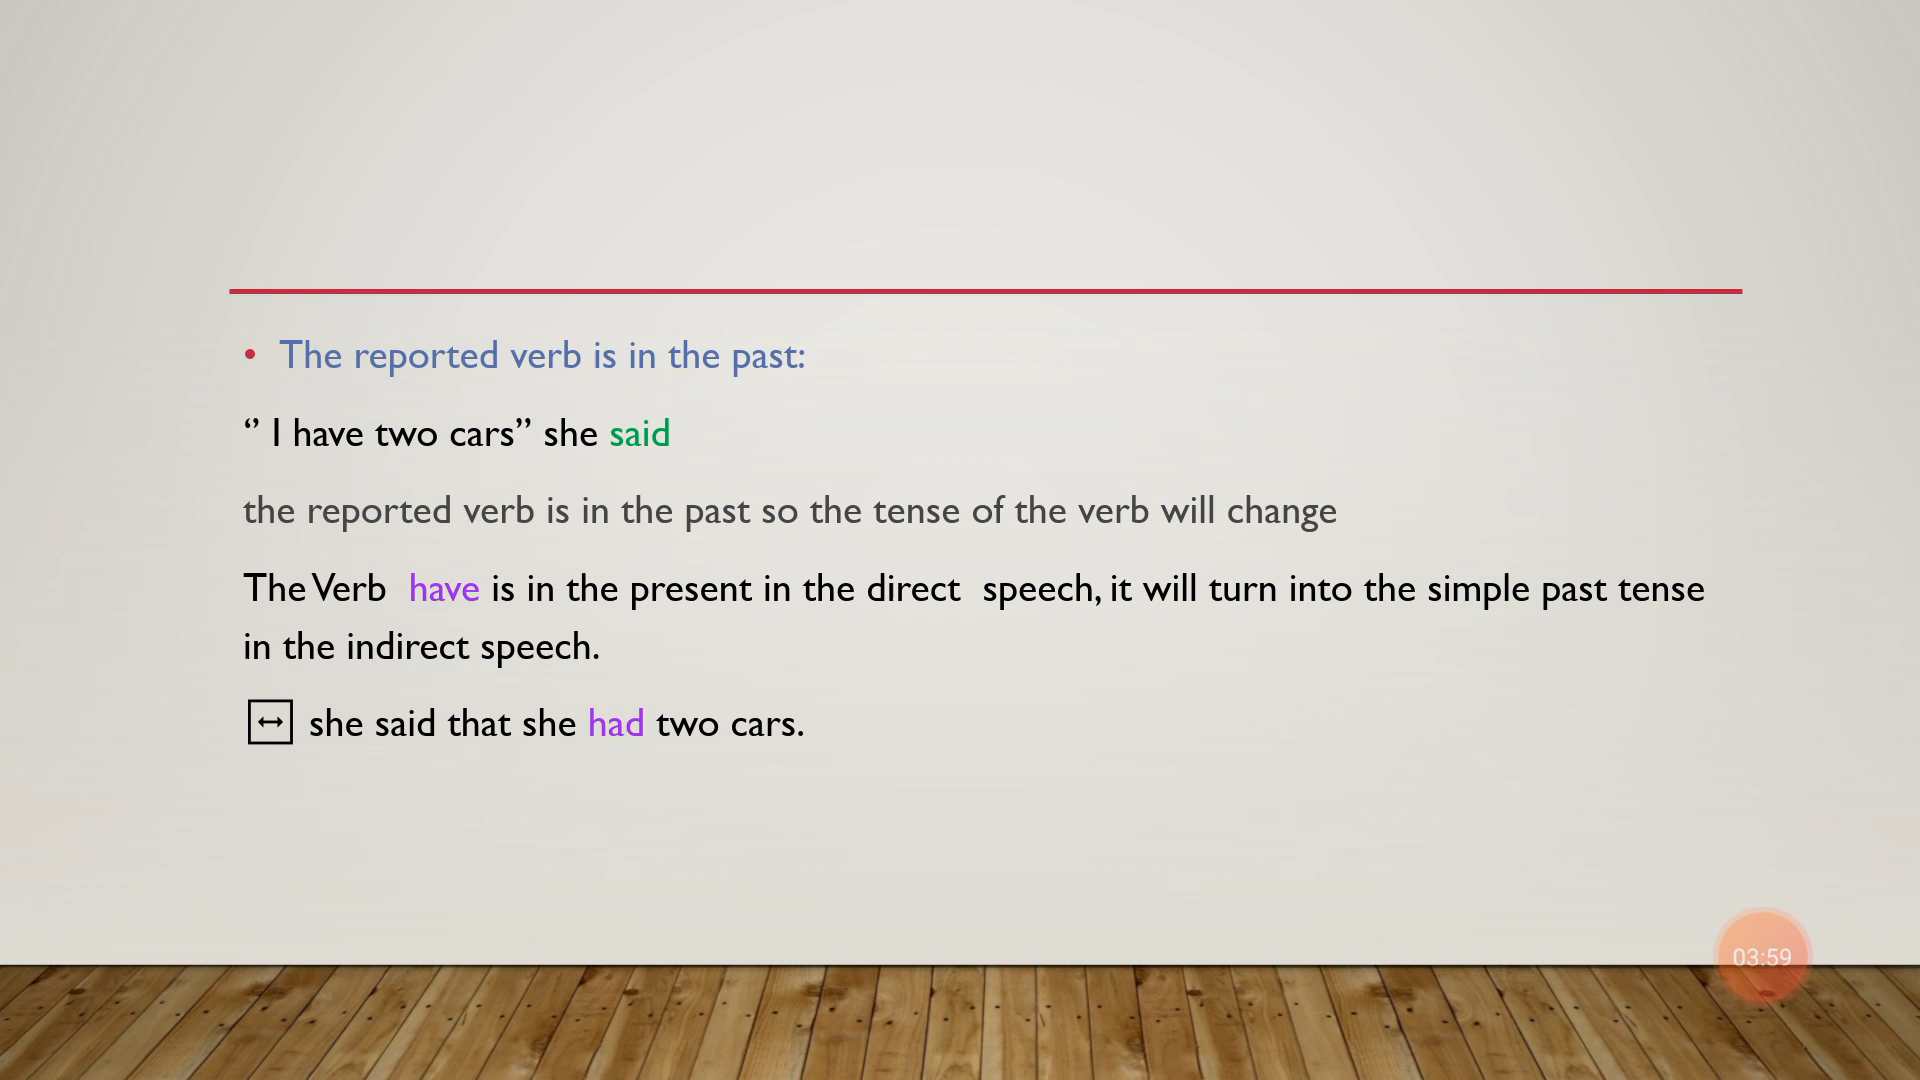 • The reported verb is in the past:
“ I have two cars” she said
the reported verb is in the past so the tense of the verb will change
The Verb have is in the present in the direct speech, it will turn into the simple past tense
in the indirect speech.
↔ she said that she had two cars.
03:59